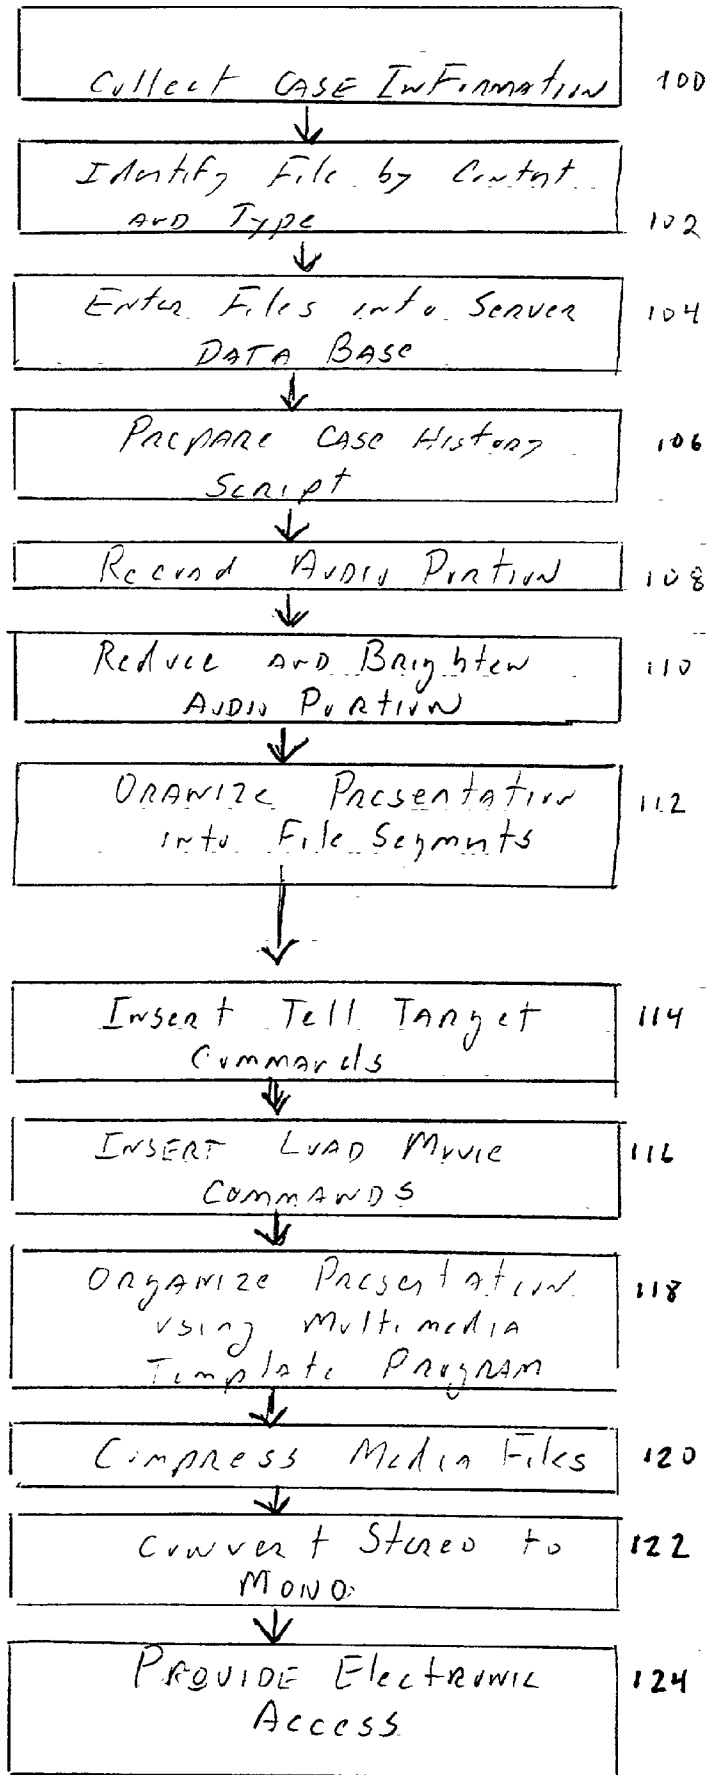 Collect CASE InFormation 100
Identify File by Content
AND Type 102
Enter Files into Server 104
DATA BASE
Prepare CASE History 106
Script
Record Audio Portion 108
Reduce AND Brighten 110
Audio Portion
ORANIZE Presentation 112
into File Segments
Insert Tell Target 114
Commands
INSERT LOAD Movie 116
COMMANDS
Organize Presentation 118
using Multimedia
Template Program
Compress Media Files 120
Convert Stereo to 122
MONO
PROVIDE Electronic 124
Access